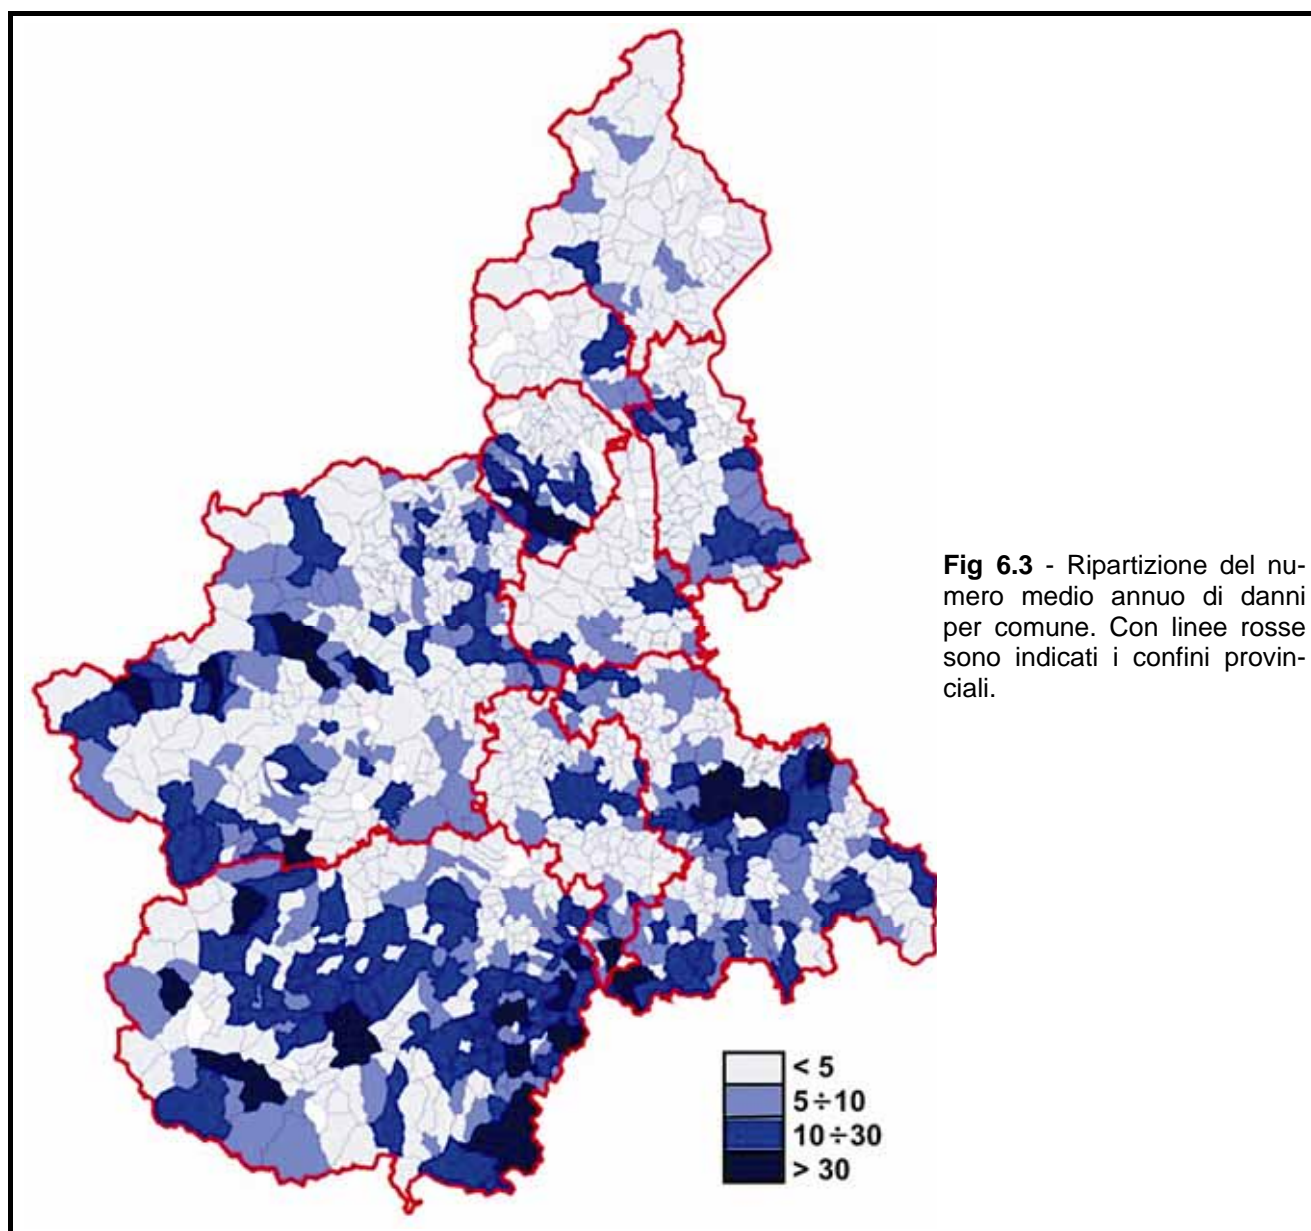 Fig 6.3 - Ripartizione del nu-
mero medio annuo di danni
per comune. Con linee rosse
sono indicati i confini provin-
ciali.
< 5
5÷10
10÷30
> 30